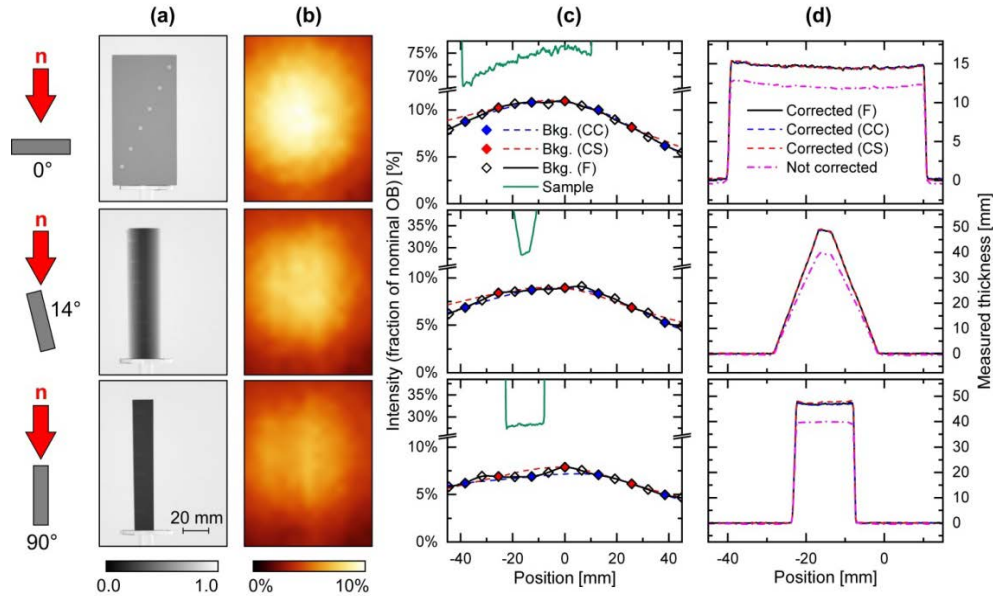 (a) (b) (c) (d)
n
0°
n
14°
n
90°
20 mm
0.0 1.0
0% 10%
Intensity (fraction of nominal OB) [%]
75%
70%
10%
5%
0%
Bkg. (CC)
Bkg. (CS)
Bkg. (F)
Sample
35%
30%
10%
5%
0%
35%
30%
10%
5%
0%
-40 -20 0 20 40
Position [mm]
15
10
5
0
Corrected (F)
Corrected (CC)
Corrected (CS)
Not corrected
50
40
30
20
10
0
50
40
30
20
10
0
-40 -20 0
Position [mm]
Measured thickness [mm]